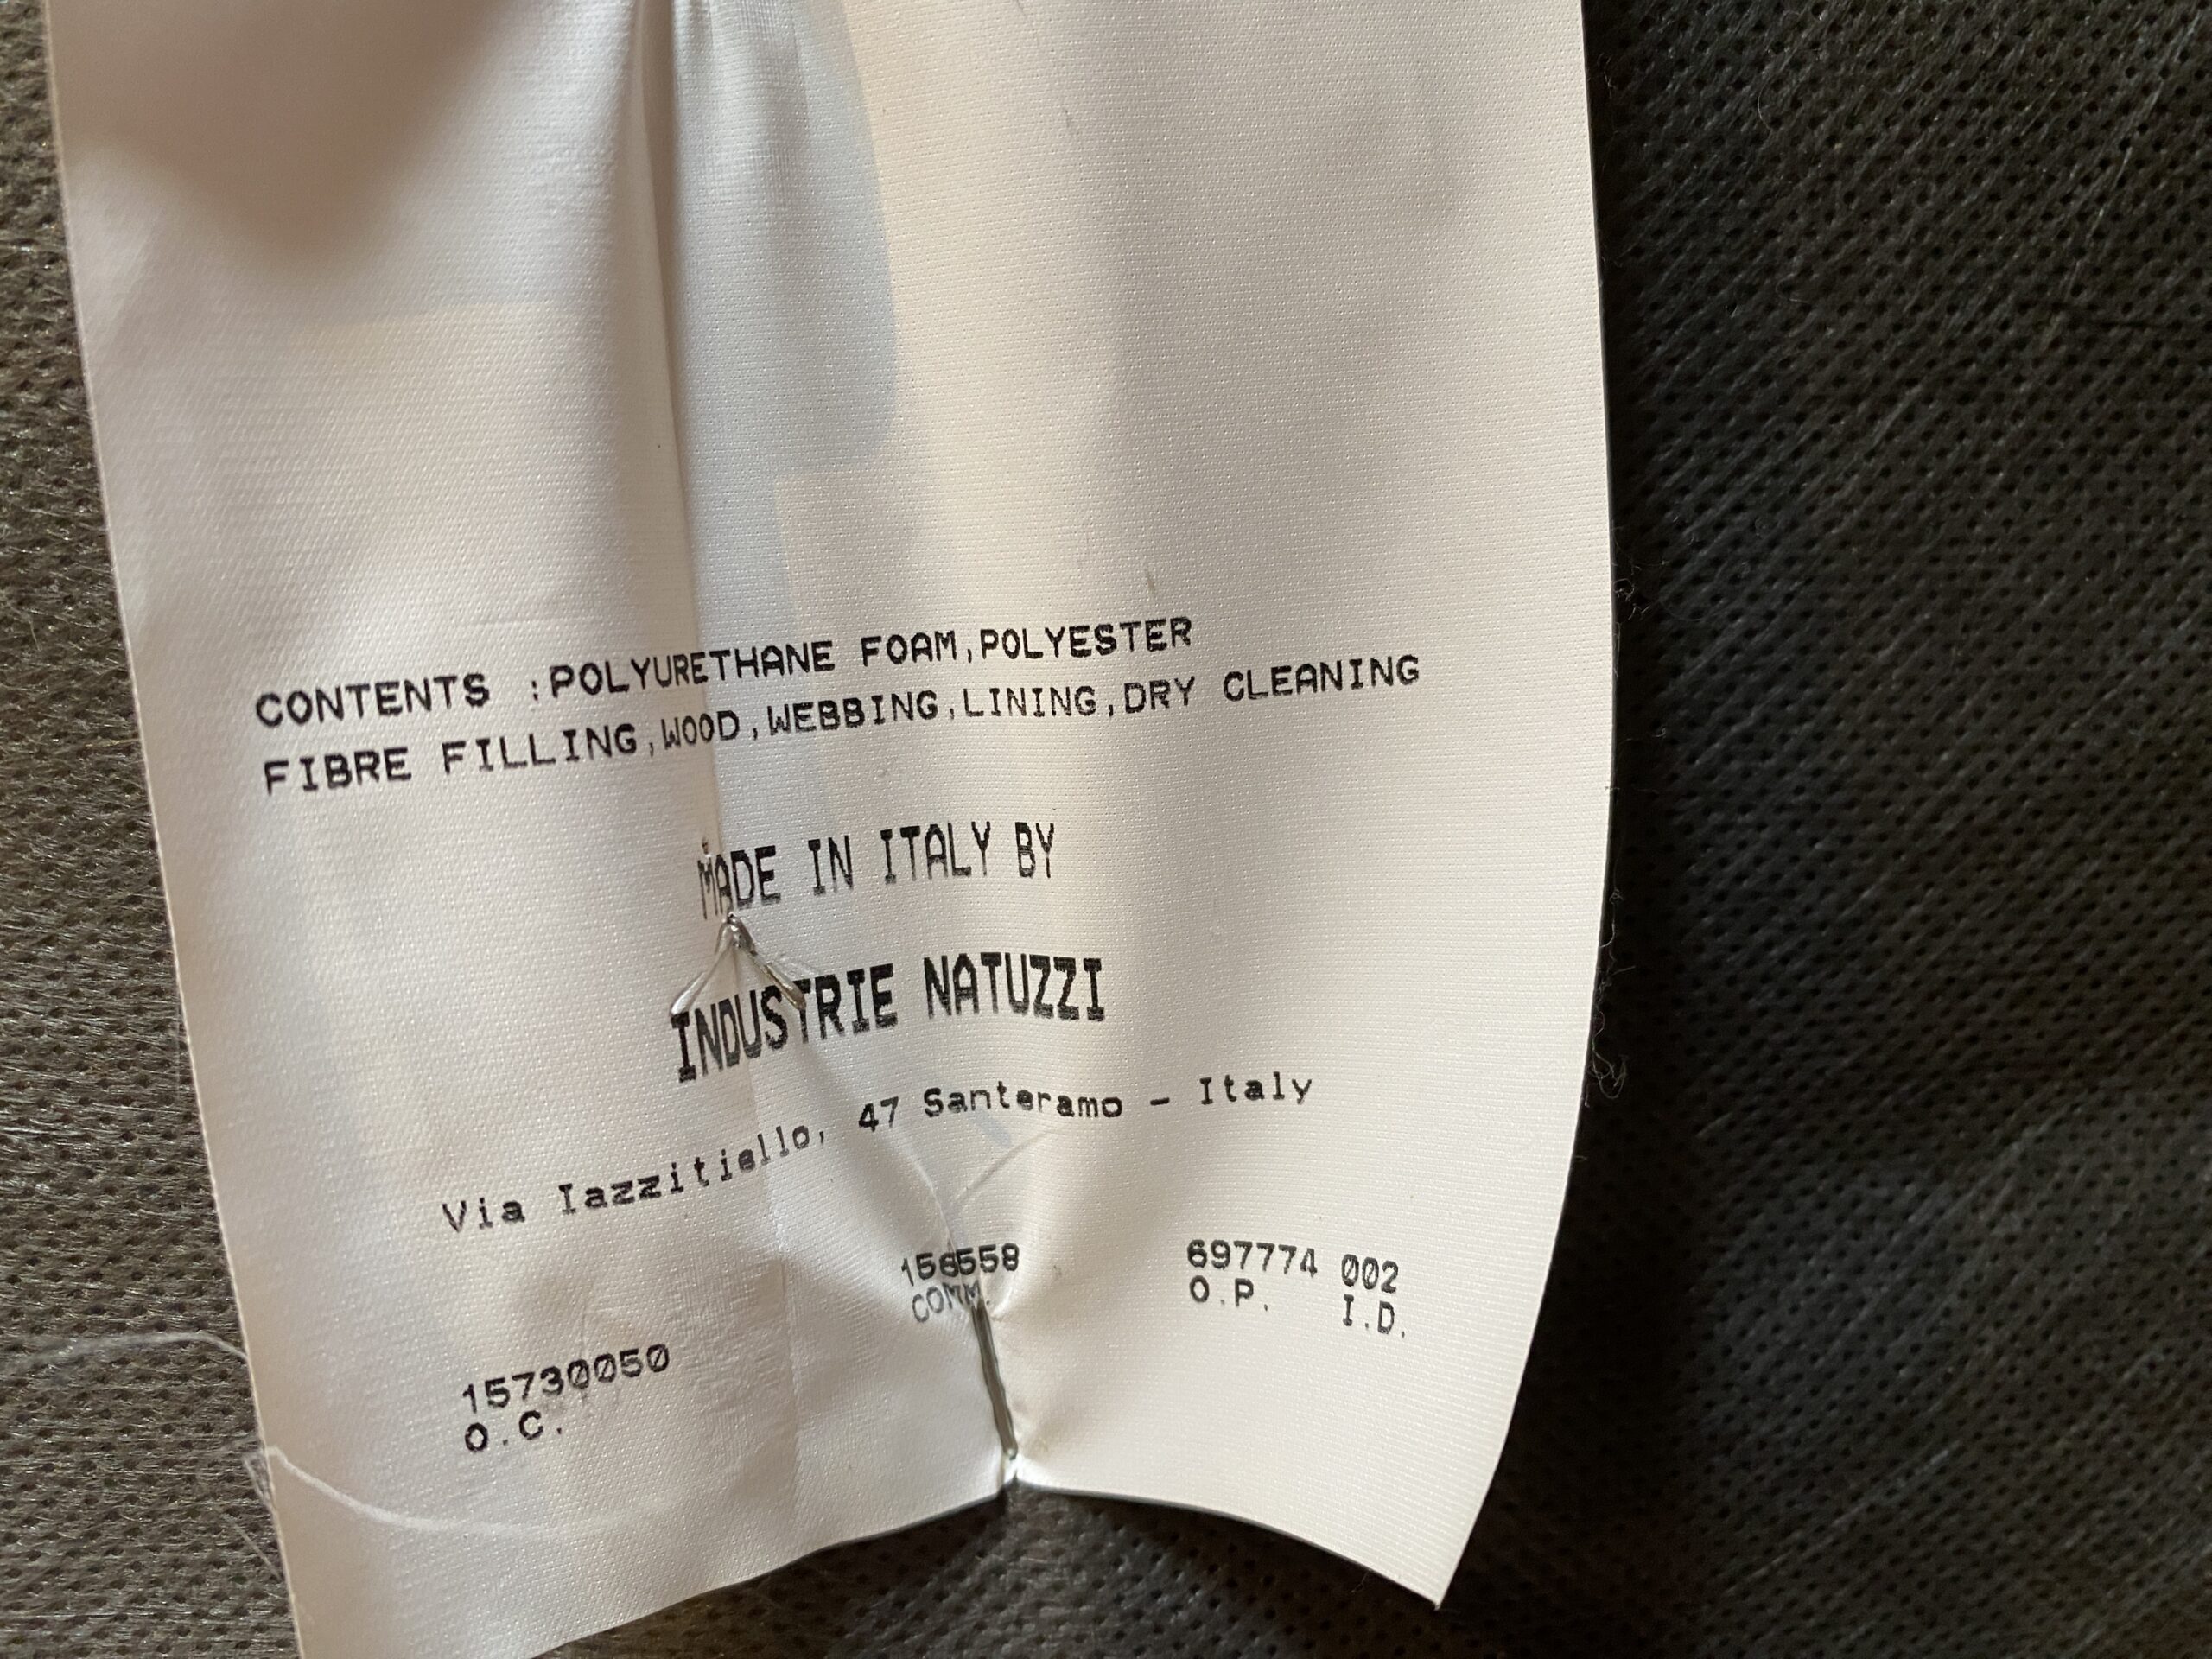 CONTENTS :POLYURETHANE FOAM,POLYESTER
FIBRE FILLING,WOOD,WEBBING,LINING,DRY CLEANING
MADE IN ITALY BY
INDUSTRIE NATUZZI
Via Iazzitiello, 47 Santeramo - Italy
156558 697774 002
COMM. O.P. I.D.
15730050
O.C.